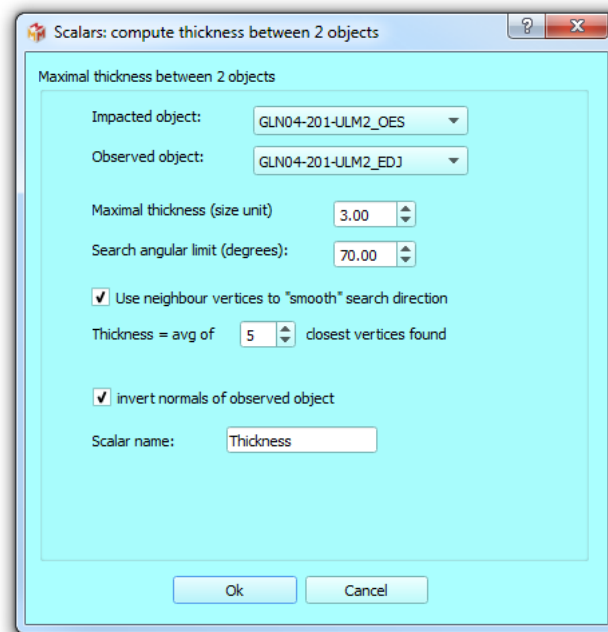 Scalars: compute thickness between 2 objects
Maximal thickness between 2 objects
Impacted object: GLN04-201-ULM2_OES
Observed object: GLN04-201-ULM2_EDJ
Maximal thickness (size unit) 3.00
Search angular limit (degrees): 70.00
Use neighbour vertices to "smooth" search direction
Thickness = avg of 5 closest vertices found
invert normals of observed object
Scalar name: Thickness
Ok Cancel